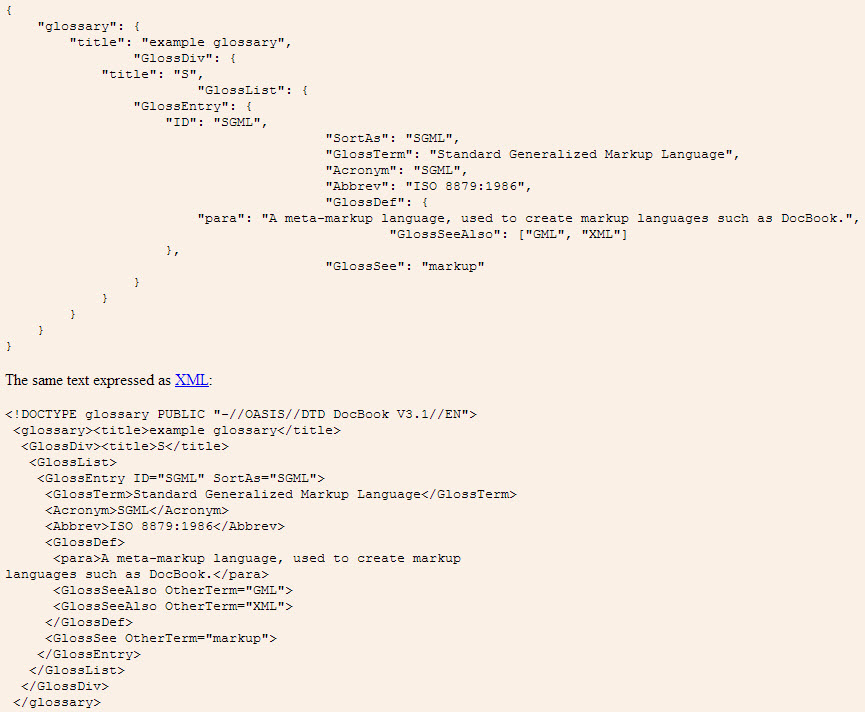 {
    "glossary": {
        "title": "example glossary",
                "GlossDiv": {
            "title": "S",
                        "GlossList": {
                "GlossEntry": {
                    "ID": "SGML",
                                        "SortAs": "SGML",
                                        "GlossTerm": "Standard Generalized Markup Language",
                                        "Acronym": "SGML",
                                        "Abbrev": "ISO 8879:1986",
                                        "GlossDef": {
                        "para": "A meta-markup language, used to create markup languages such as DocBook.",
                                                "GlossSeeAlso": ["GML", "XML"]
                    },
                                        "GlossSee": "markup"
                }
            }
        }
    }
}
The same text expressed as XML:
<!DOCTYPE glossary PUBLIC "-//OASIS//DTD DocBook V3.1//EN">
 <glossary><title>example glossary</title>
  <GlossDiv><title>S</title>
   <GlossList>
    <GlossEntry ID="SGML" SortAs="SGML">
     <GlossTerm>Standard Generalized Markup Language</GlossTerm>
     <Acronym>SGML</Acronym>
     <Abbrev>ISO 8879:1986</Abbrev>
     <GlossDef>
      <para>A meta-markup language, used to create markup
languages such as DocBook.</para>
      <GlossSeeAlso OtherTerm="GML">
      <GlossSeeAlso OtherTerm="XML">
     </GlossDef>
     <GlossSee OtherTerm="markup">
    </GlossEntry>
   </GlossList>
  </GlossDiv>
 </glossary>